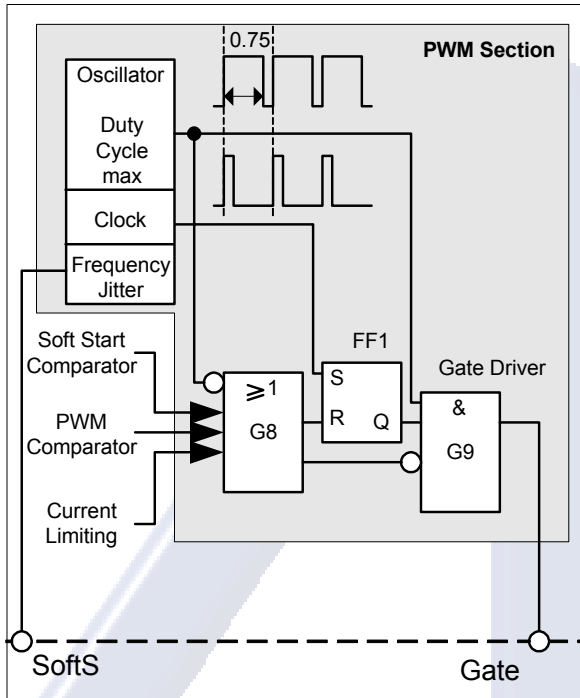 0.75
PWM Section
Oscillator
Duty
Cycle
max
Clock
Frequency
Jitter
Soft Start
Comparator
PWM
Comparator
Current
Limiting
FF1
Gate Driver
≥1
G8
S
R
Q
&
G9
SoftS
Gate